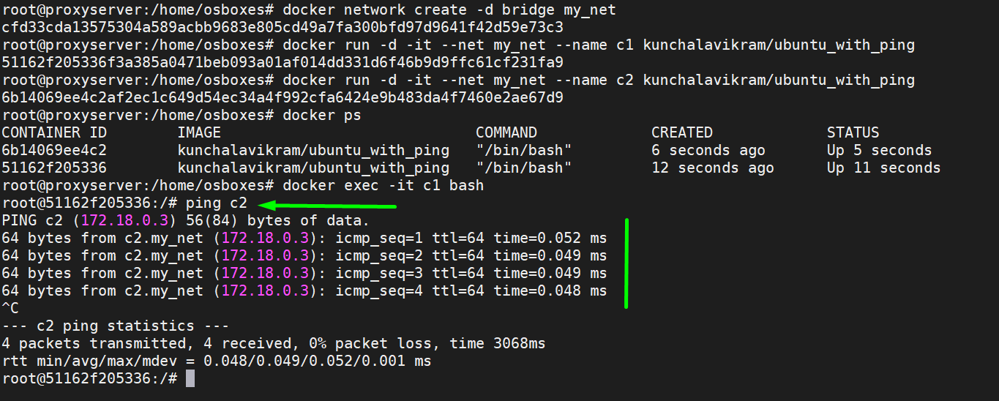 root@proxyserver:/home/osboxes# docker network create -d bridge my_net
cfd33cda13575304a589acbb9683e805cd49a7fa300bfd97d9641f42d59e73c3
root@proxyserver:/home/osboxes# docker run -d -it --net my_net --name c1 kunchalavikram/ubuntu_with_ping
51162f205336f3a385a0471beb093a01af014dd331d6f46b9d9ffc61cf231fa9
root@proxyserver:/home/osboxes# docker run -d -it --net my_net --name c2 kunchalavikram/ubuntu_with_ping
6b14069ee4c2af2ec1c649d54ec34a4f992cfa6424e9b483da4f7460e2ae67d9
root@proxyserver:/home/osboxes# docker ps
CONTAINER ID        IMAGE                             COMMAND             CREATED             STATUS
6b14069ee4c2        kunchalavikram/ubuntu_with_ping   "/bin/bash"         6 seconds ago       Up 5 seconds
51162f205336        kunchalavikram/ubuntu_with_ping   "/bin/bash"         12 seconds ago      Up 11 seconds
root@proxyserver:/home/osboxes# docker exec -it c1 bash
root@51162f205336:/# ping c2
PING c2 (172.18.0.3) 56(84) bytes of data.
64 bytes from c2.my_net (172.18.0.3): icmp_seq=1 ttl=64 time=0.052 ms
64 bytes from c2.my_net (172.18.0.3): icmp_seq=2 ttl=64 time=0.049 ms
64 bytes from c2.my_net (172.18.0.3): icmp_seq=3 ttl=64 time=0.049 ms
64 bytes from c2.my_net (172.18.0.3): icmp_seq=4 ttl=64 time=0.048 ms
^C
--- c2 ping statistics ---
4 packets transmitted, 4 received, 0% packet loss, time 3068ms
rtt min/avg/max/mdev = 0.048/0.049/0.052/0.001 ms
root@51162f205336:/#